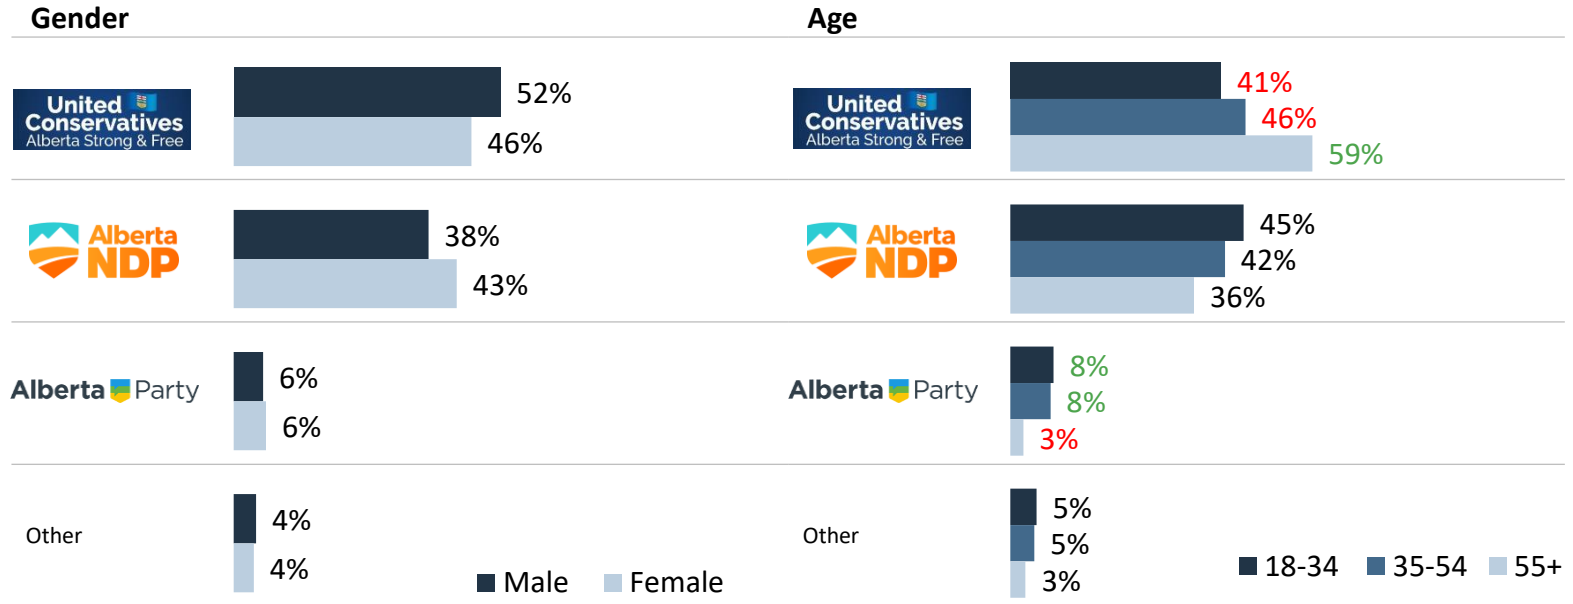 Gender
United
Conservatives
Alberta Strong & Free
52%
46%
Alberta
NDP
38%
43%
Alberta Party
6%
6%
Other
4%
4%
Male Female
Age
United
Conservatives
Alberta Strong & Free
41%
46%
59%
Alberta
NDP
45%
42%
36%
Alberta Party
8%
8%
3%
Other
5%
5%
3%
18-34 35-54 55+